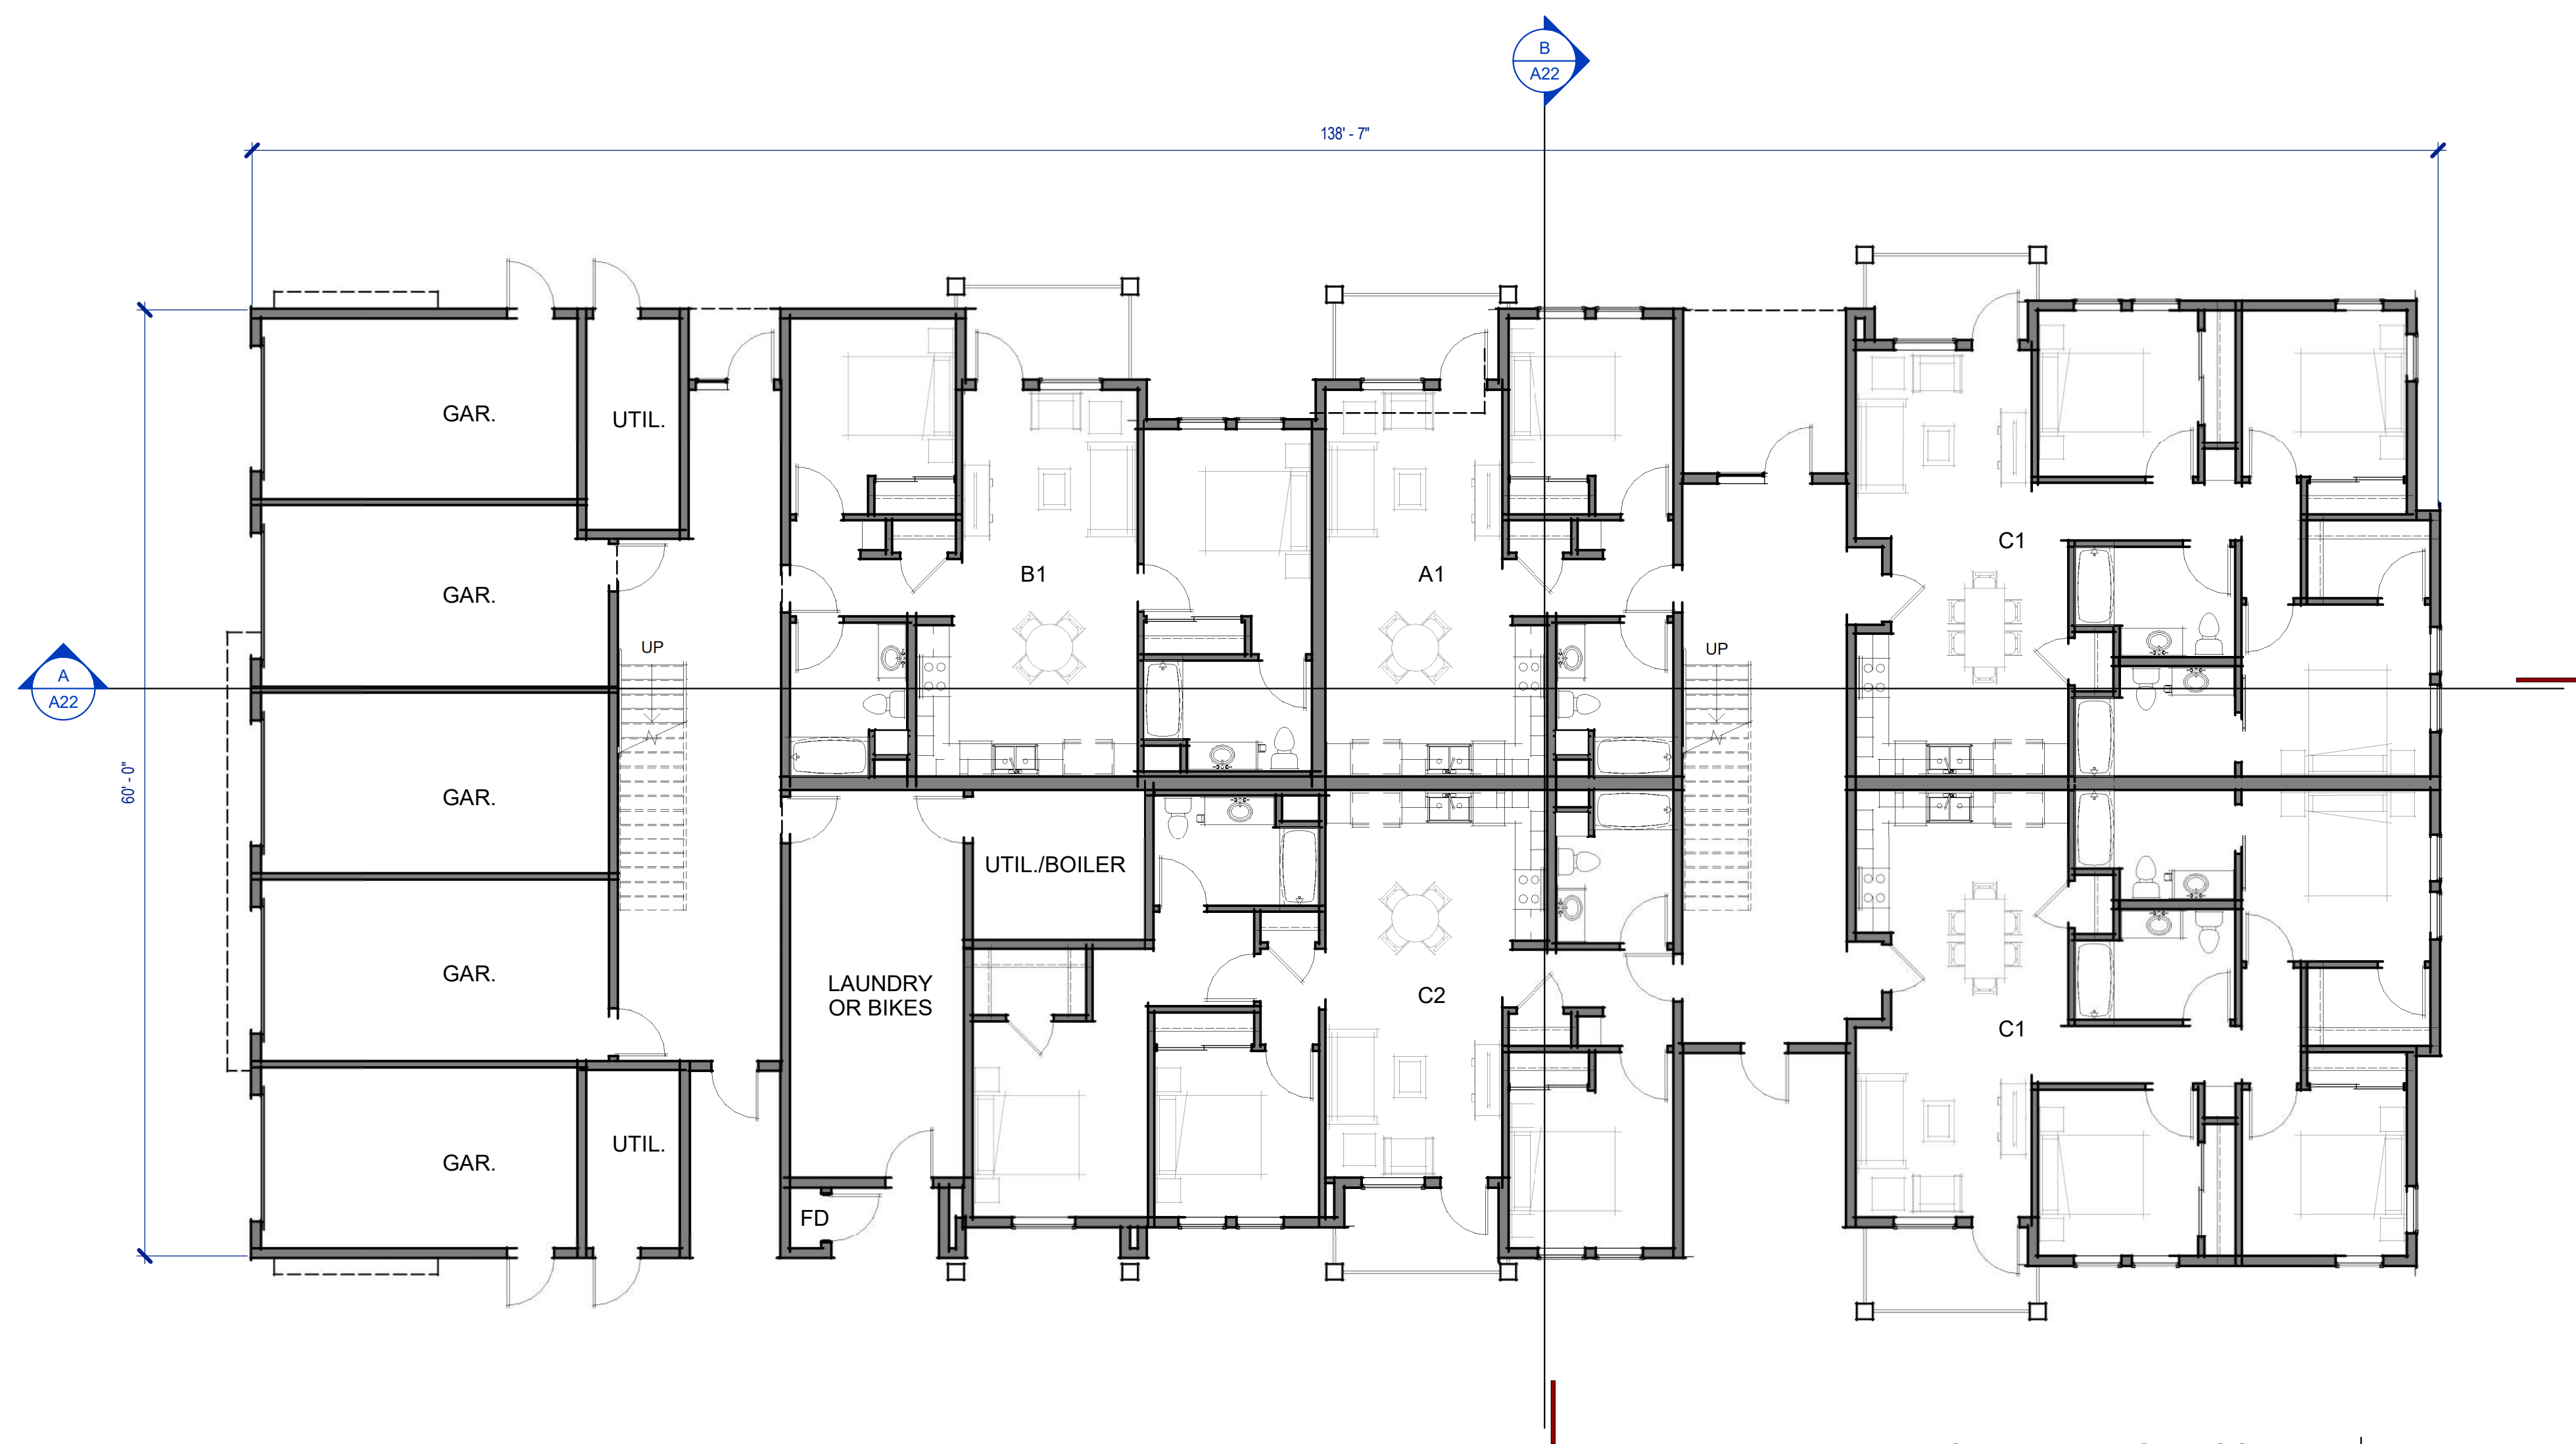 B
A22
138' - 7"
GAR.
UTIL.
GAR.
B1
A1
C1
UP
UP
A
A22
60' - 0"
GAR.
UTIL./BOILER
GAR.
LAUNDRY
OR BIKES
C2
C1
GAR.
UTIL.
FD